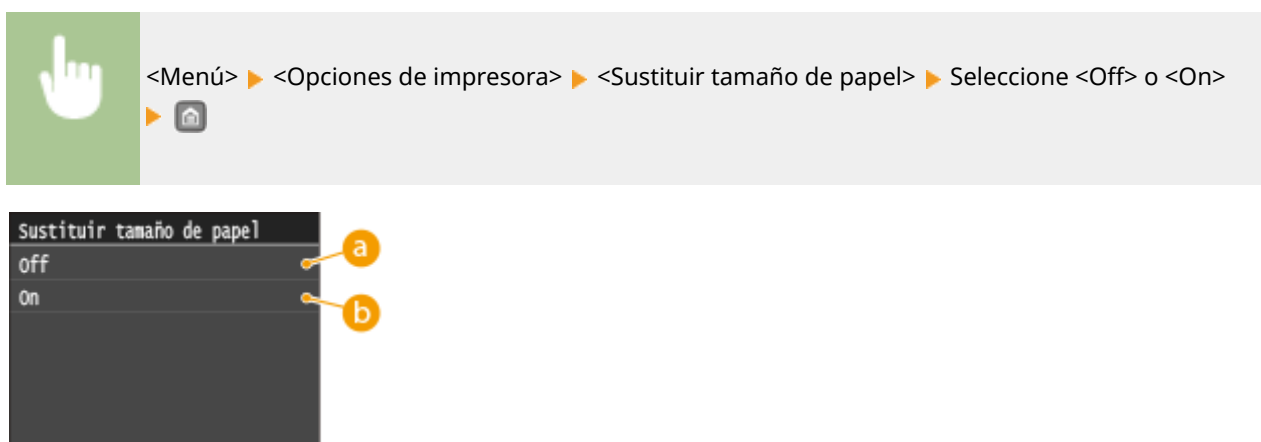 <Menú> <Opciones de impresora> <Sustituir tamaño de papel> Seleccione <Off> o <On>
Sustituir tamaño de papel
Off
a
On
b